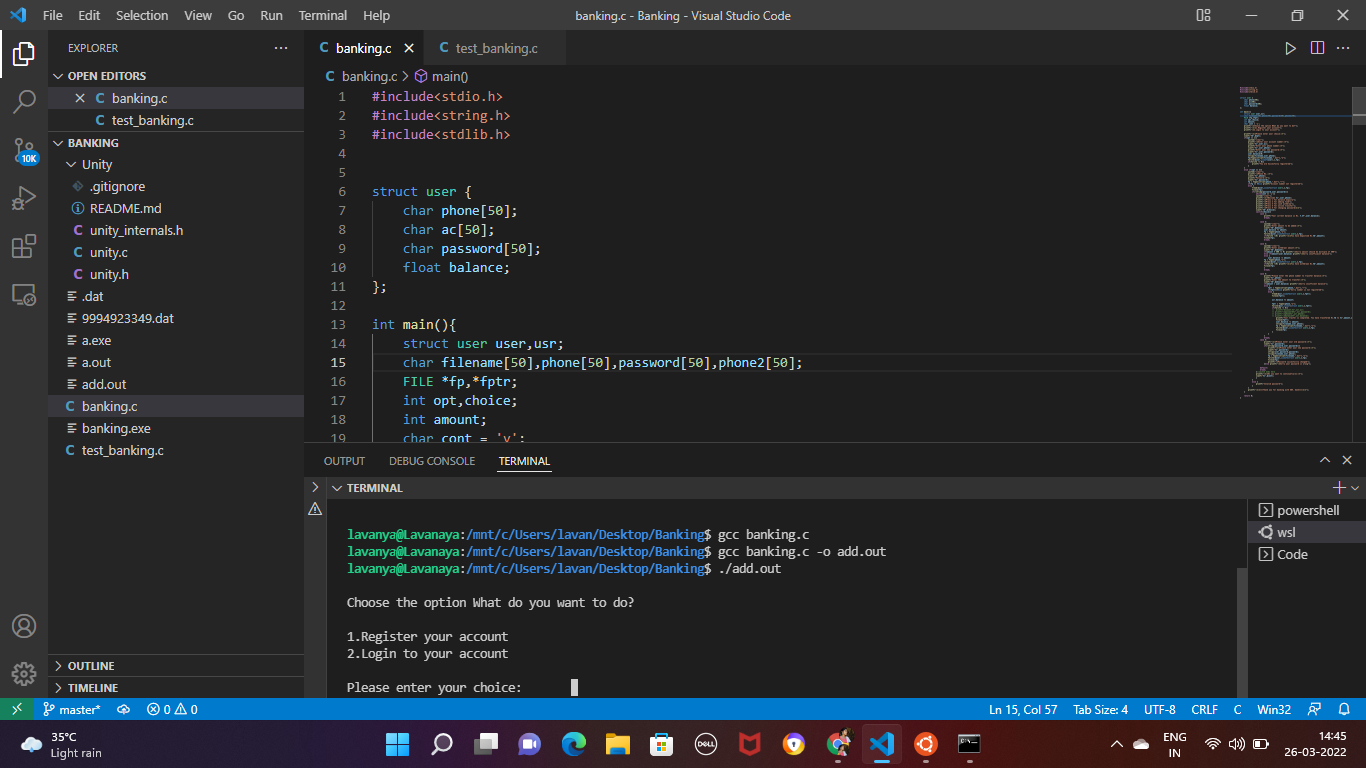 File Edit Selection View Go Run Terminal Help banking.c - Banking - Visual Studio Code
EXPLORER
OPEN EDITORS
banking.c
test_banking.c
BANKING
Unity
.gitignore
README.md
unity_internals.h
unity.c
unity.h
.dat
9994923349.dat
a.exe
a.out
add.out
banking.c
banking.exe
test_banking.c
OUTLINE
TIMELINE
10K
banking.c test_banking.c
banking.c > main()
1 #include<stdio.h>
2 #include<string.h>
3 #include<stdlib.h>
4
5
6 struct user {
7 char phone[50];
8 char ac[50];
9 char password[50];
10 float balance;
11 };
12
13 int main(){
14 struct user user,usr;
15 char filename[50],phone[50],password[50],phone2[50];
16 FILE *fp,*fptr;
17 int opt,choice;
18 int amount;
19 char cont = 'y';
OUTPUT DEBUG CONSOLE TERMINAL
TERMINAL
lavanya@Lavanaya:/mnt/c/Users/lavan/Desktop/Banking$ gcc banking.c
lavanya@Lavanaya:/mnt/c/Users/lavan/Desktop/Banking$ gcc banking.c -o add.out
lavanya@Lavanaya:/mnt/c/Users/lavan/Desktop/Banking$ ./add.out
Choose the option What do you want to do?
1.Register your account
2.Login to your account
Please enter your choice:
powershell
wsl
Code
master* 0 0 Ln 15, Col 57 Tab Size: 4 UTF-8 CRLF C Win32
35°C
Light rain
DELL
ENG
IN
14:45
26-03-2022